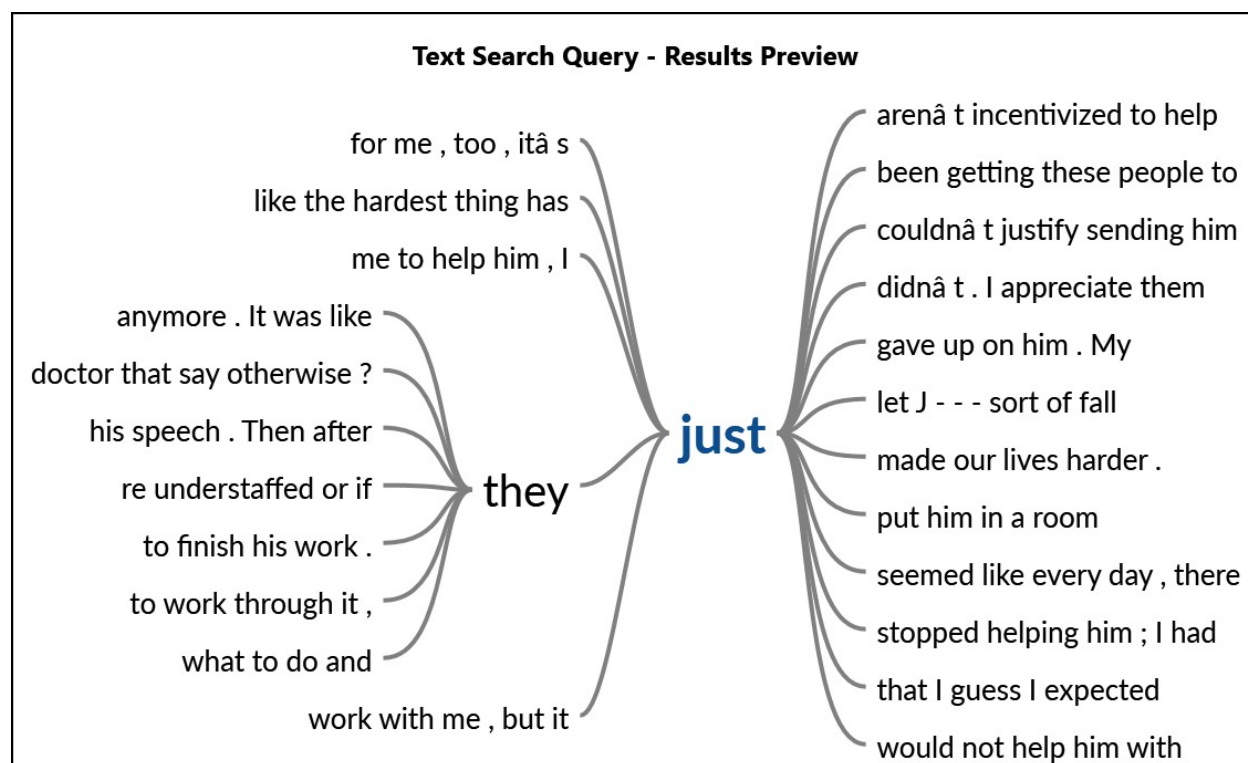 Text Search Query - Results Preview
for me , too , itâ s
like the hardest thing has
me to help him , I
anymore . It was like
doctor that say otherwise ?
his speech . Then after
re understaffed or if
to finish his work .
to work through it ,
what to do and
they
work with me , but it
just
arenâ t incentivized to help
been getting these people to
couldnâ t justify sending him
didnâ t . I appreciate them
gave up on him . My
let J - - - sort of fall
made our lives harder .
put him in a room
seemed like every day , there
stopped helping him ; I had
that I guess I expected
would not help him with